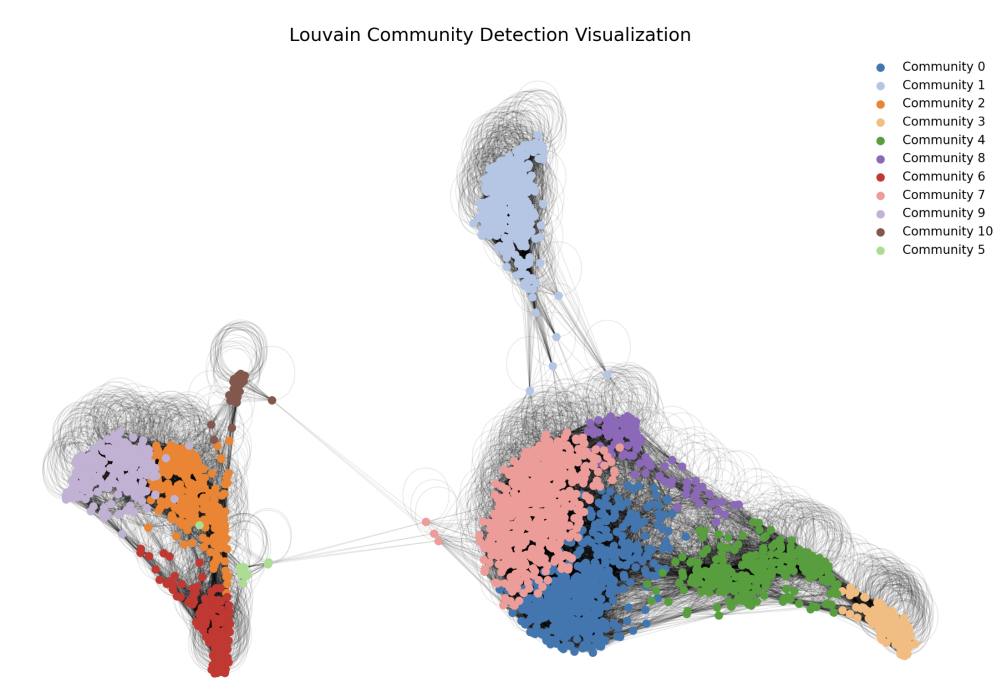 Louvain Community Detection Visualization
Community 0
Community 1
Community 2
Community 3
Community 4
Community 8
Community 6
Community 7
Community 9
Community 10
Community 5